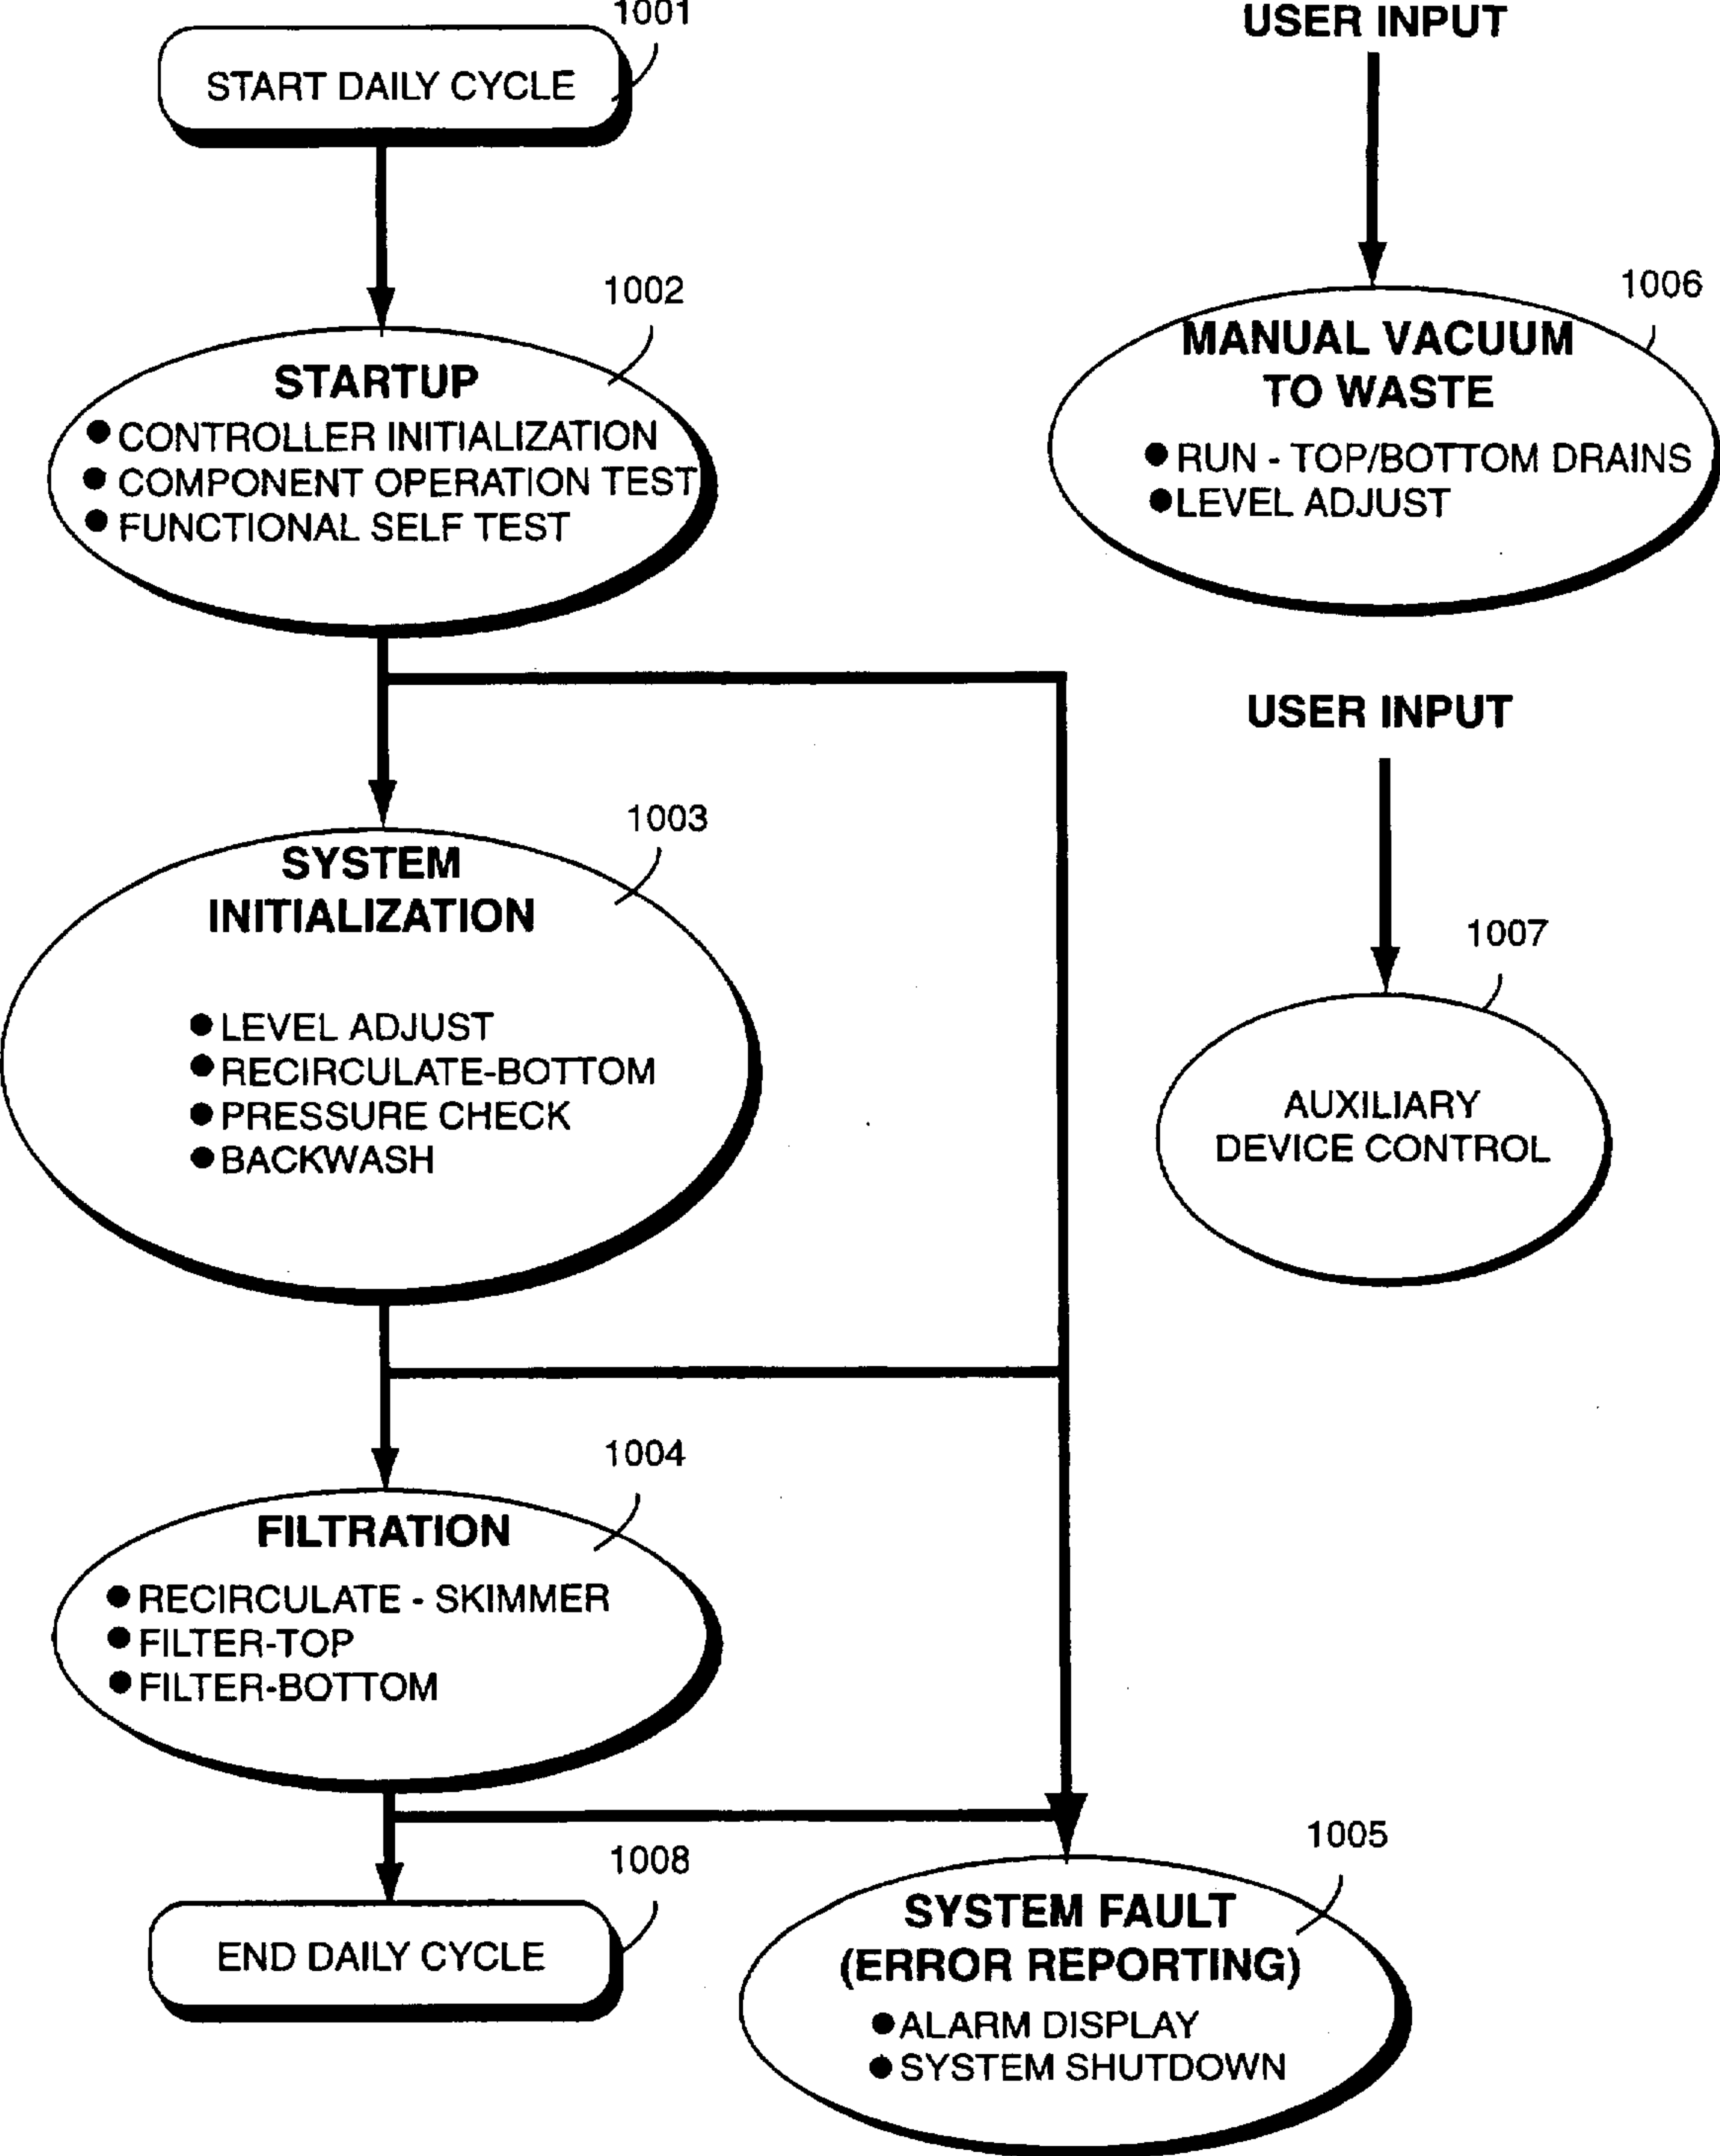 1001
START DAILY CYCLE
1002
STARTUP
● CONTROLLER INITIALIZATION
● COMPONENT OPERATION TEST
● FUNCTIONAL SELF TEST
1003
SYSTEM
INITIALIZATION
● LEVEL ADJUST
● RECIRCULATE-BOTTOM
● PRESSURE CHECK
● BACKWASH
1004
FILTRATION
● RECIRCULATE - SKIMMER
● FILTER-TOP
● FILTER-BOTTOM
1008
END DAILY CYCLE
USER INPUT
1006
MANUAL VACUUM
TO WASTE
● RUN - TOP/BOTTOM DRAINS
● LEVEL ADJUST
USER INPUT
1007
AUXILIARY
DEVICE CONTROL
1005
SYSTEM FAULT
(ERROR REPORTING)
● ALARM DISPLAY
● SYSTEM SHUTDOWN